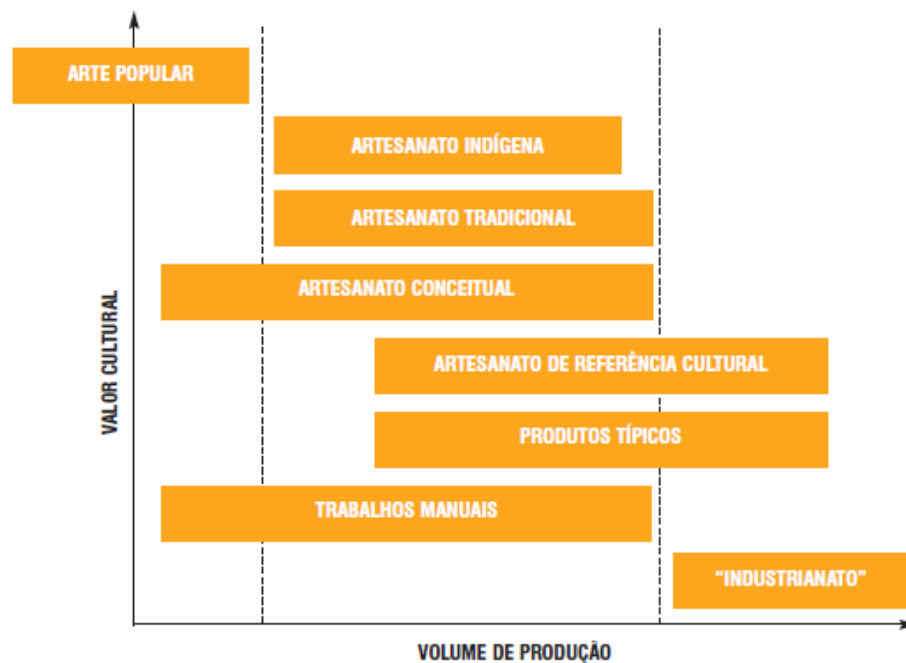 ARTE POPULAR
ARTESANATO INDÍGENA
ARTESANATO TRADICIONAL
ARTESANATO CONCEITUAL
ARTESANATO DE REFERÊNCIA CULTURAL
PRODUTOS TÍPICOS
TRABALHOS MANUAIS
“INDUSTRIANATO”
VALOR CULTURAL
VOLUME DE PRODUÇÃO